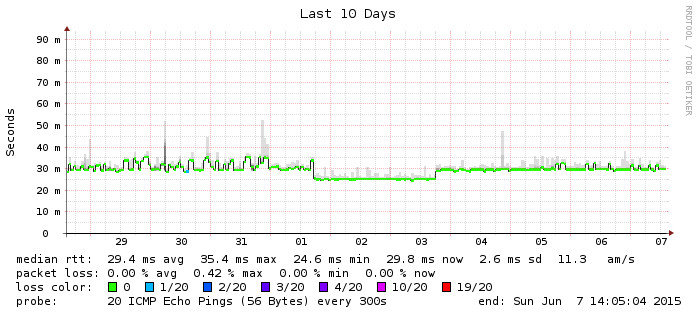 Last 10 Days
RRDTOOL / TOBI OETIKER
Seconds
90 m
80 m
70 m
60 m
50 m
40 m
30 m
20 m
10 m
0
29 30 31 01 02 03 04 05 06 07
median rtt: 29.4 ms avg 35.4 ms max 24.6 ms min 29.8 ms now 2.6 ms sd 11.3 am/s
packet loss: 0.00 % avg 0.42 % max 0.00 % min 0.00 % now
loss color: 0 1/20 2/20 3/20 4/20 10/20 19/20
probe: 20 ICMP Echo Pings (56 Bytes) every 300s end: Sun Jun 7 14:05:04 2015